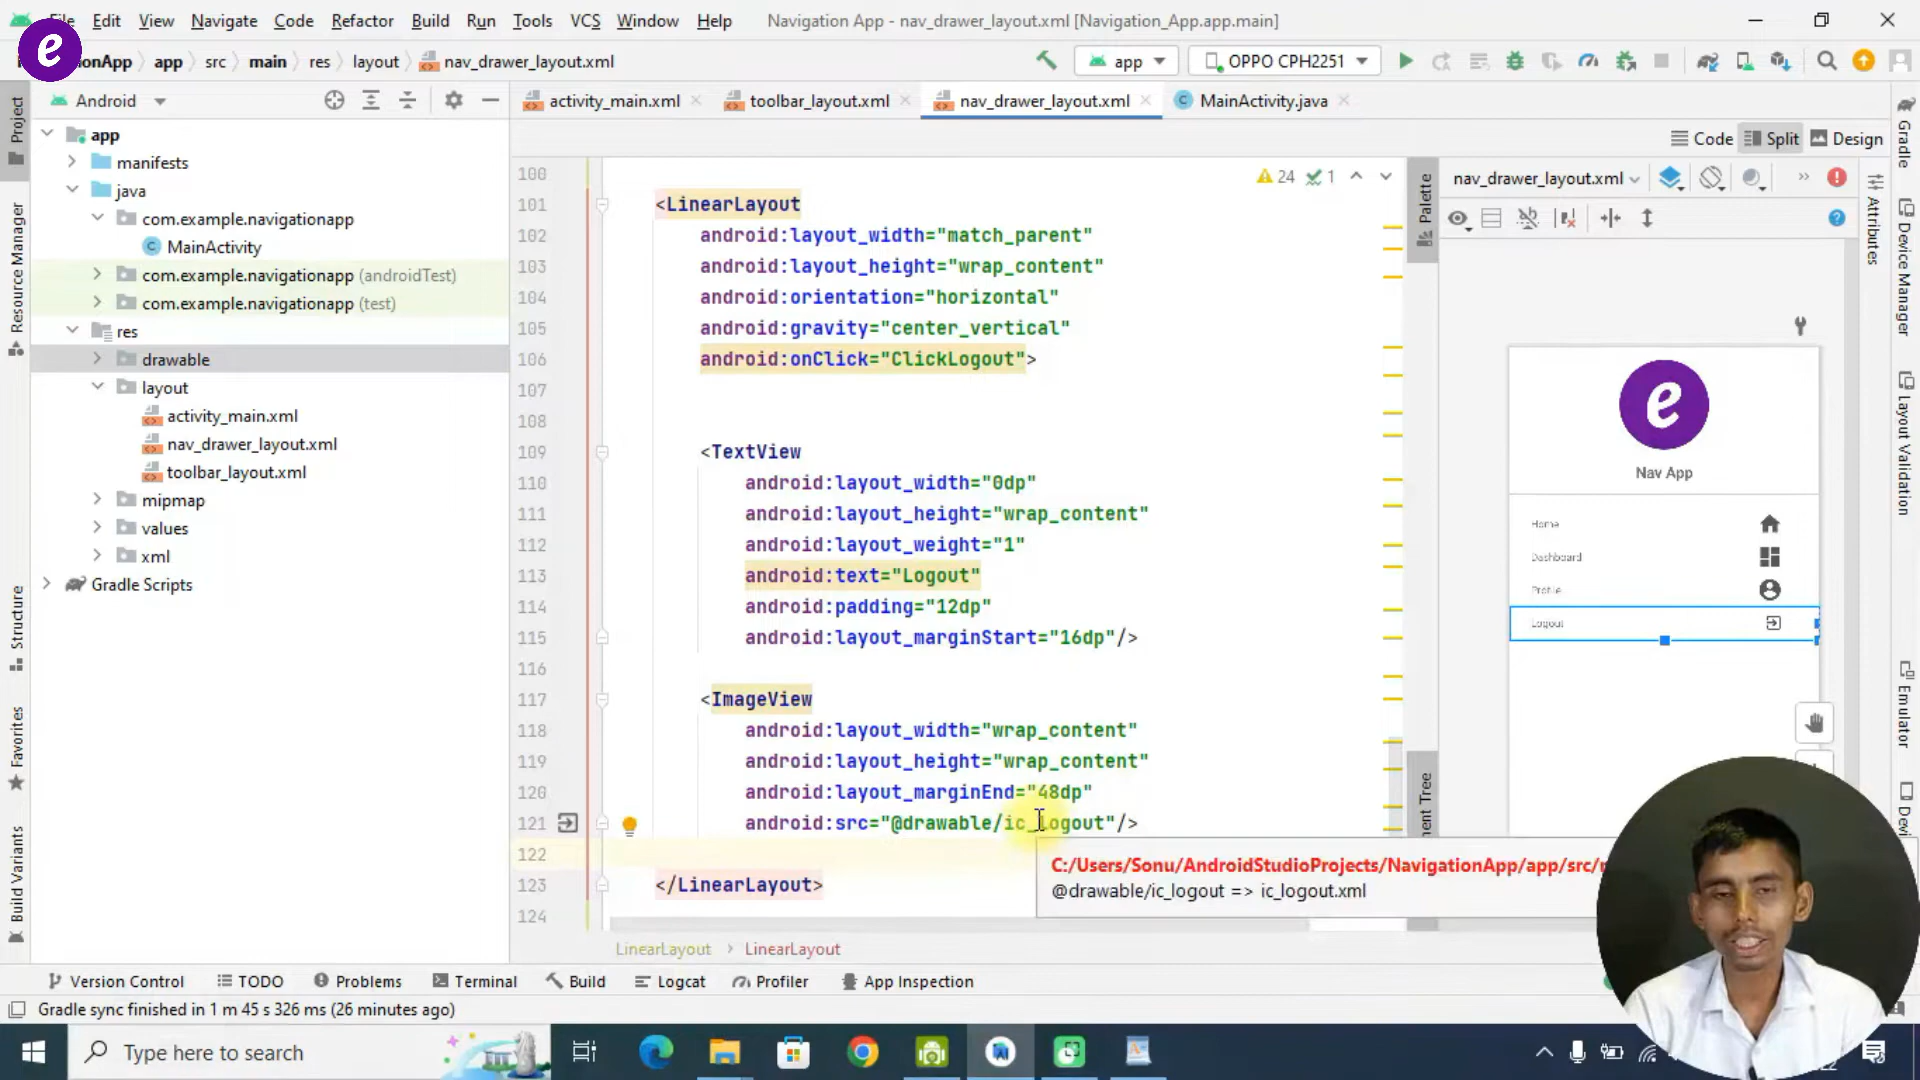 File Edit View Navigate Code Refactor Build Run Tools VCS Window Help Navigation App - nav_drawer_layout.xml [Navigation_App.app.main]
e
onApp app src main res layout nav_drawer_layout.xml app OPPO CPH2251
Android
activity_main.xml toolbar_layout.xml nav_drawer_layout.xml MainActivity.java
Code Split Design
Project
Resource Manager
Structure
Favorites
Build Variants
app
manifests
java
com.example.navigationapp
MainActivity
com.example.navigationapp (androidTest)
com.example.navigationapp (test)
res
drawable
layout
activity_main.xml
nav_drawer_layout.xml
toolbar_layout.xml
mipmap
values
xml
Gradle Scripts
24 1
100
101 <LinearLayout
102 android:layout_width="match_parent"
103 android:layout_height="wrap_content"
104 android:orientation="horizontal"
105 android:gravity="center_vertical"
106 android:onClick="ClickLogout">
107
108
109 <TextView
110 android:layout_width="0dp"
111 android:layout_height="wrap_content"
112 android:layout_weight="1"
113 android:text="Logout"
114 android:padding="12dp"
115 android:layout_marginStart="16dp"/>
116
117 <ImageView
118 android:layout_width="wrap_content"
119 android:layout_height="wrap_content"
120 android:layout_marginEnd="48dp"
121 android:src="@drawable/ic_logout"/>
122
123 </LinearLayout>
124
C:/Users/Sonu/AndroidStudioProjects/NavigationApp/app/src/
@drawable/ic_logout => ic_logout.xml
LinearLayout LinearLayout
Palette
nav_drawer_layout.xml
e
Nav App
Home
Dashboard
Profile
Logout
Gradle
Attributes
Device Manager
Layout Validation
Emulator
Tree
Version Control TODO Problems Terminal Build Logcat Profiler App Inspection
Gradle sync finished in 1 m 45 s 326 ms (26 minutes ago)
Type here to search